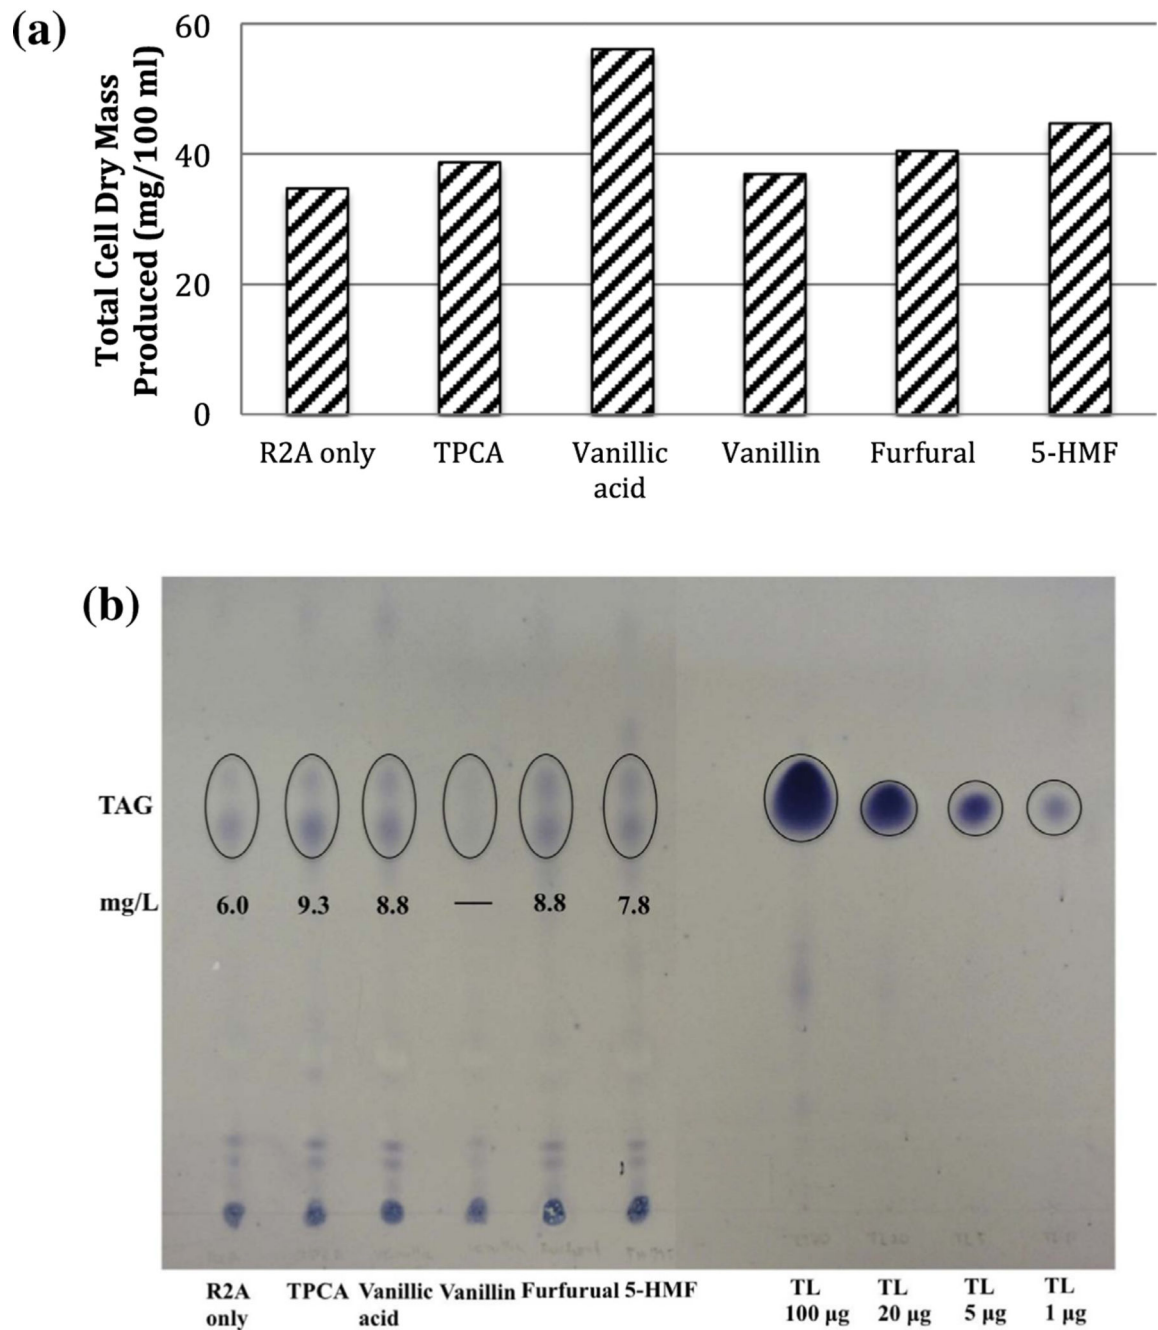 (a)
Total Cell Dry Mass
Produced (mg/100 ml)
60
40
20
0
R2A only TPCA Vanillic acid Vanillin Furfural 5-HMF
(b)
TAG
mg/L 6.0 9.3 8.8 — 8.8 7.8
R2A only TPCA Vanillic acid Vanillin Furfurual 5-HMF TL 100 µg TL 20 µg TL 5 µg TL 1 µg